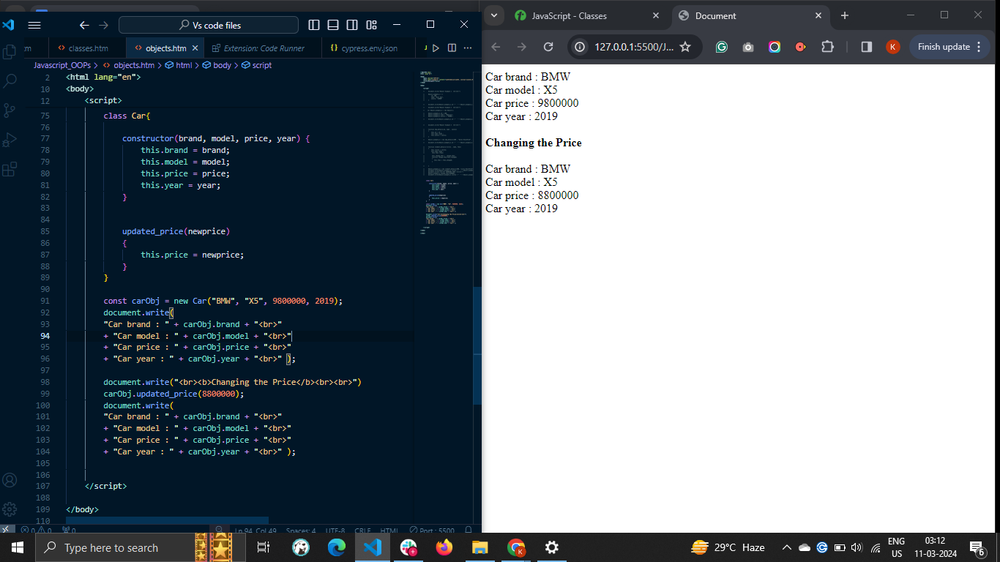 Vs code files
m
classes.htm
objects.htm
Extension: Code Runner
cypress.env.json
Javascript_OOPs > objects.htm > html > body > script
2 <html lang="en">
10 <body>
12 <script>
75 class Car{
76
77 constructor(brand, model, price, year) {
78 this.brand = brand;
79 this.model = model;
80 this.price = price;
81 this.year = year;
82 }
83
84
85 updated_price(newprice)
86 {
87 this.price = newprice;
88 }
89 }
90
91 const carObj = new Car("BMW", "X5", 9800000, 2019);
92 document.write(
93 "Car brand : " + carObj.brand + "<br>"
94 + "Car model : " + carObj.model + "<br>"
95 + "Car price : " + carObj.price + "<br>"
96 + "Car year : " + carObj.year + "<br>" );
97
98 document.write("<br><b>Changing the Price</b><br><br>")
99 carObj.updated_price(8800000);
100 document.write(
101 "Car brand : " + carObj.brand + "<br>"
102 + "Car model : " + carObj.model + "<br>"
103 + "Car price : " + carObj.price + "<br>"
104 + "Car year : " + carObj.year + "<br>" );
105
106
107 </script>
108
109 </body>
110
0 0 0 Ln 94, Col 49 Spaces: 4 UTF-8 CRLF HTML Port : 5500
JavaScript - Classes
Document
127.0.0.1:5500/J...
K
Finish update
Car brand : BMW
Car model : X5
Car price : 9800000
Car year : 2019
Changing the Price
Car brand : BMW
Car model : X5
Car price : 8800000
Car year : 2019
Type here to search
29°C Haze
ENG
US
03:12
11-03-2024
6